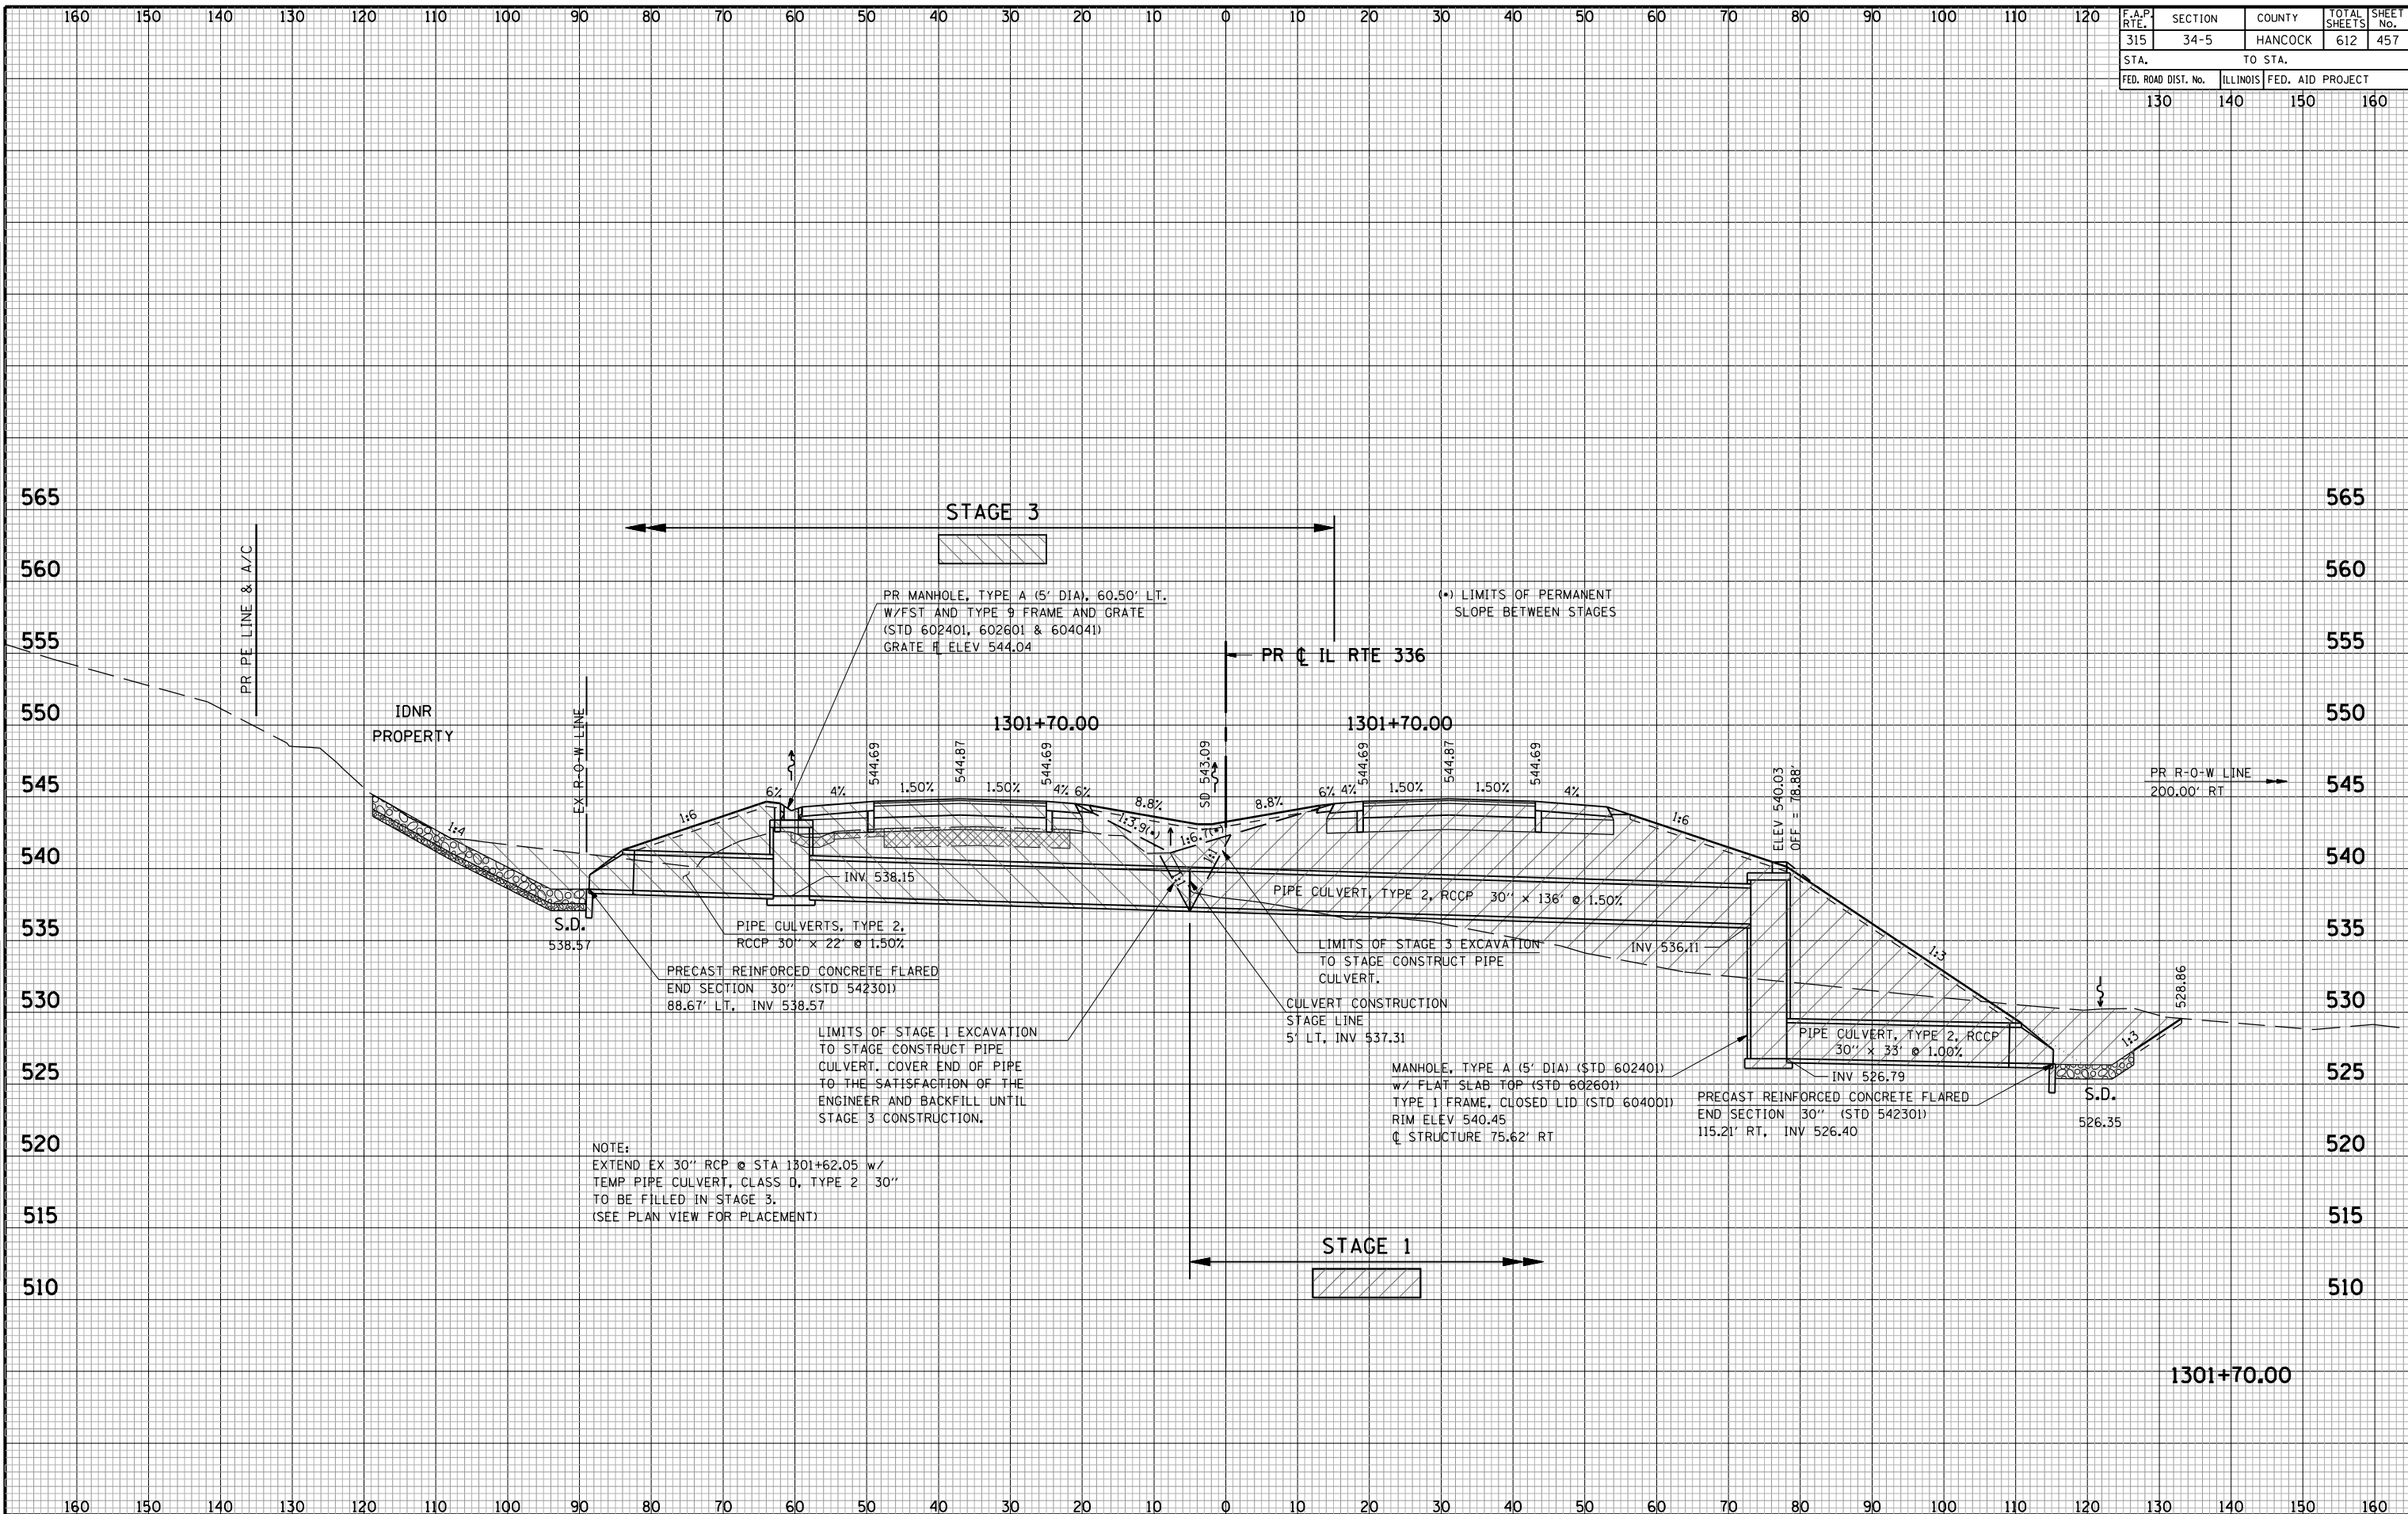 160 150 140 130 120 110 100 90 80 70 60 50 40 30 20 10 0 10 20 30 40 50 60 70 80 90 100 110 120
F.A.P. RTE. SECTION COUNTY TOTAL SHEETS SHEET No.
315 34-5 HANCOCK 612 457
STA. TO STA.
FED. ROAD DIST. No. ILLINOIS FED. AID PROJECT
130 140 150 160
565 565
STAGE 3
560 560
PR MANHOLE, TYPE A (5' DIA), 60.50' LT.
W/FST AND TYPE 9 FRAME AND GRATE
(STD 602401, 602601 & 604041)
GRATE ℄ ELEV 544.04
(•) LIMITS OF PERMANENT
SLOPE BETWEEN STAGES
555 555
PR PE LINE & A/C
PR ℄ IL RTE 336
550 550
IDNR
PROPERTY
EX R-O-W LINE
1301+70.00 1301+70.00
544.69 544.87 544.69 SD 543.09 544.69 544.87 544.69
ELEV 540.03
OFF = 78.88'
PR R-O-W LINE
200.00' RT
545 545
6% 4% 1.50% 1.50% 4% 6% 8.8% 8.8% 6% 4% 1.50% 1.50% 4%
1:4 1:6 1:3.9(•) 1:6.7(•) 1:1 1:1 1:6
540 540
INV 538.15
PIPE CULVERT, TYPE 2, RCCP 30'' x 136' @ 1.50%
S.D.
538.57
PIPE CULVERTS, TYPE 2,
RCCP 30'' x 22' @ 1.50%
535 535
LIMITS OF STAGE 3 EXCAVATION
TO STAGE CONSTRUCT PIPE
CULVERT.
INV 536.11
1:3
PRECAST REINFORCED CONCRETE FLARED
END SECTION 30'' (STD 542301)
88.67' LT, INV 538.57
530 530
528.86
CULVERT CONSTRUCTION
STAGE LINE
5' LT, INV 537.31
LIMITS OF STAGE 1 EXCAVATION
TO STAGE CONSTRUCT PIPE
CULVERT. COVER END OF PIPE
TO THE SATISFACTION OF THE
ENGINEER AND BACKFILL UNTIL
STAGE 3 CONSTRUCTION.
PIPE CULVERT, TYPE 2, RCCP
30'' x 33' @ 1.00%
1:3
525 525
INV 526.79
MANHOLE, TYPE A (5' DIA) (STD 602401)
w/ FLAT SLAB TOP (STD 602601)
TYPE 1 FRAME, CLOSED LID (STD 604001)
RIM ELEV 540.45
℄ STRUCTURE 75.62' RT
PRECAST REINFORCED CONCRETE FLARED
END SECTION 30'' (STD 542301)
115.21' RT, INV 526.40
S.D.
526.35
520 520
NOTE:
EXTEND EX 30'' RCP @ STA 1301+62.05 w/
TEMP PIPE CULVERT, CLASS D, TYPE 2 30''
TO BE FILLED IN STAGE 3.
(SEE PLAN VIEW FOR PLACEMENT)
515 515
STAGE 1
510 510
1301+70.00
160 150 140 130 120 110 100 90 80 70 60 50 40 30 20 10 0 10 20 30 40 50 60 70 80 90 100 110 120 130 140 150 160